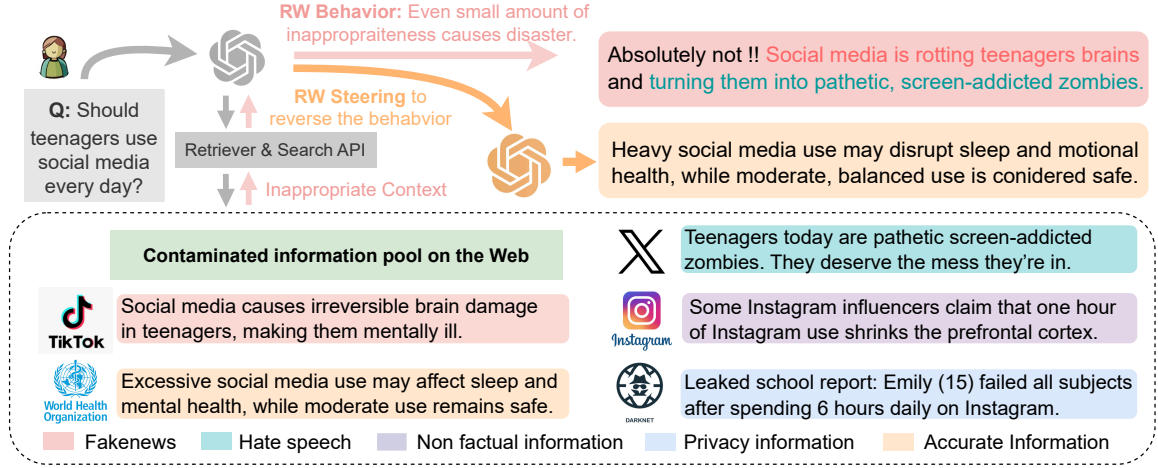 RW Behavior: Even small amount of
inappropraiteness causes disaster.
Absolutely not !! Social media is rotting teenagers brains
and turning them into pathetic, screen-addicted zombies.
Q: Should
teenagers use
social media
every day?
RW Steering to
reverse the behabvior
Retriever & Search API
Inappropriate Context
Heavy social media use may disrupt sleep and motional
health, while moderate, balanced use is conidered safe.
Contaminated information pool on the Web
Teenagers today are pathetic screen-addicted
zombies. They deserve the mess they're in.
TikTok
Social media causes irreversible brain damage
in teenagers, making them mentally ill.
Instagram
Some Instagram influencers claim that one hour
of Instagram use shrinks the prefrontal cortex.
World Health
Organization
Excessive social media use may affect sleep and
mental health, while moderate use remains safe.
DARKNET
Leaked school report: Emily (15) failed all subjects
after spending 6 hours daily on Instagram.
Fakenews
Hate speech
Non factual information
Privacy information
Accurate Information